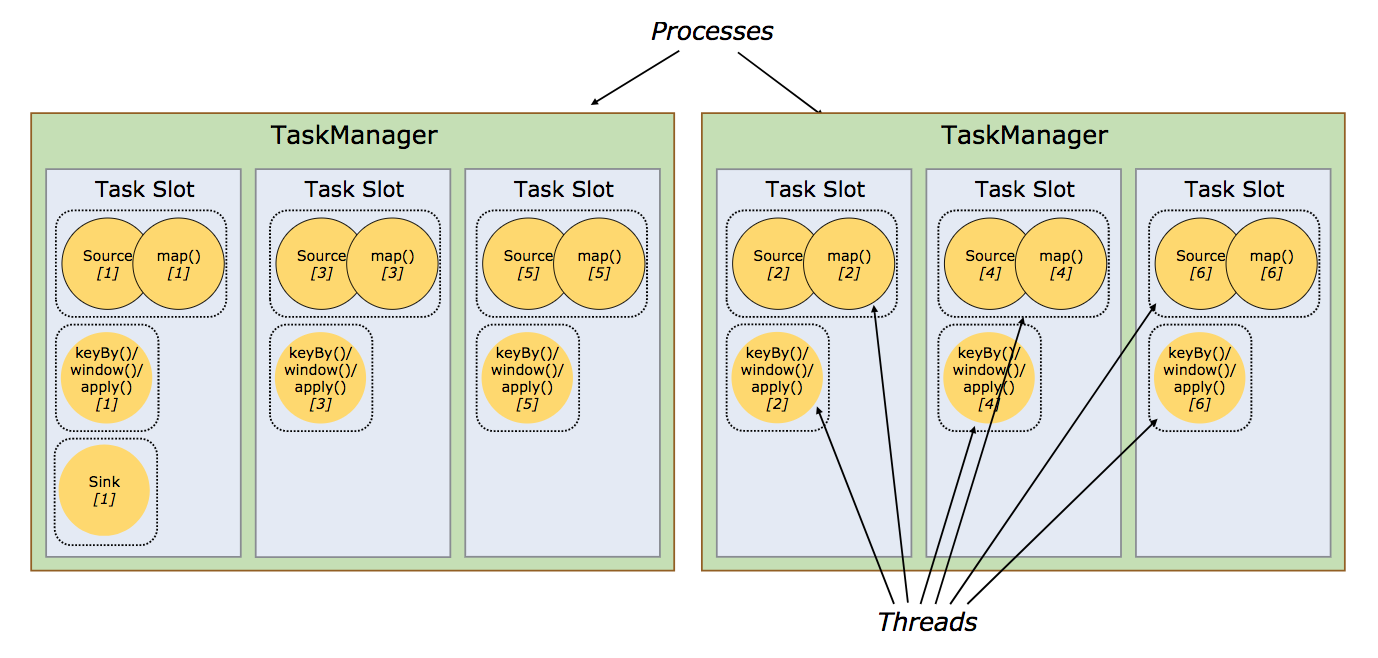 Processes
TaskManager
Task Slot
Source
[1]
map()
[1]
keyBy()/
window()/
apply()
[1]
Sink
[1]
Task Slot
Source
[3]
map()
[3]
keyBy()/
window()/
apply()
[3]
Task Slot
Source
[5]
map()
[5]
keyBy()/
window()/
apply()
[5]
TaskManager
Task Slot
Source
[2]
map()
[2]
keyBy()/
window()/
apply()
[2]
Task Slot
Source
[4]
map()
[4]
keyBy()/
window()/
apply()
[4]
Task Slot
Source
[6]
map()
[6]
keyBy()/
window()/
apply()
[6]
Threads